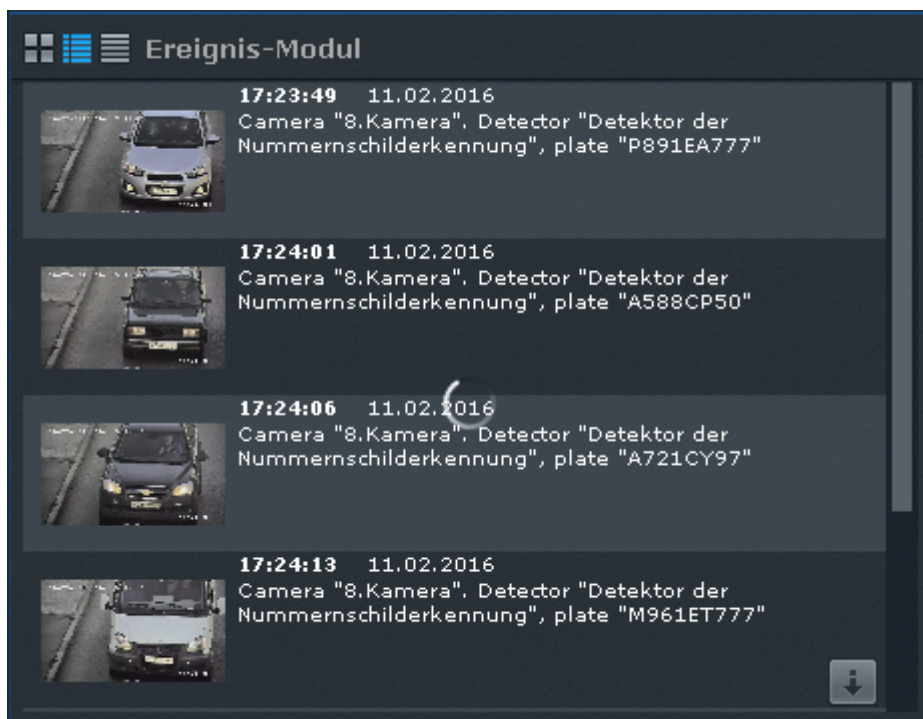 Ereignis-Modul
17:23:49 11.02.2016
Camera "8.Kamera". Detector "Detektor der
Nummernschilderkennung", plate "P891EA777"
17:24:01 11.02.2016
Camera "8.Kamera". Detector "Detektor der
Nummernschilderkennung", plate "A588CP50"
17:24:06 11.02.2016
Camera "8.Kamera". Detector "Detektor der
Nummernschilderkennung", plate "A721CY97"
17:24:13 11.02.2016
Camera "8.Kamera". Detector "Detektor der
Nummernschilderkennung", plate "M961ET777"